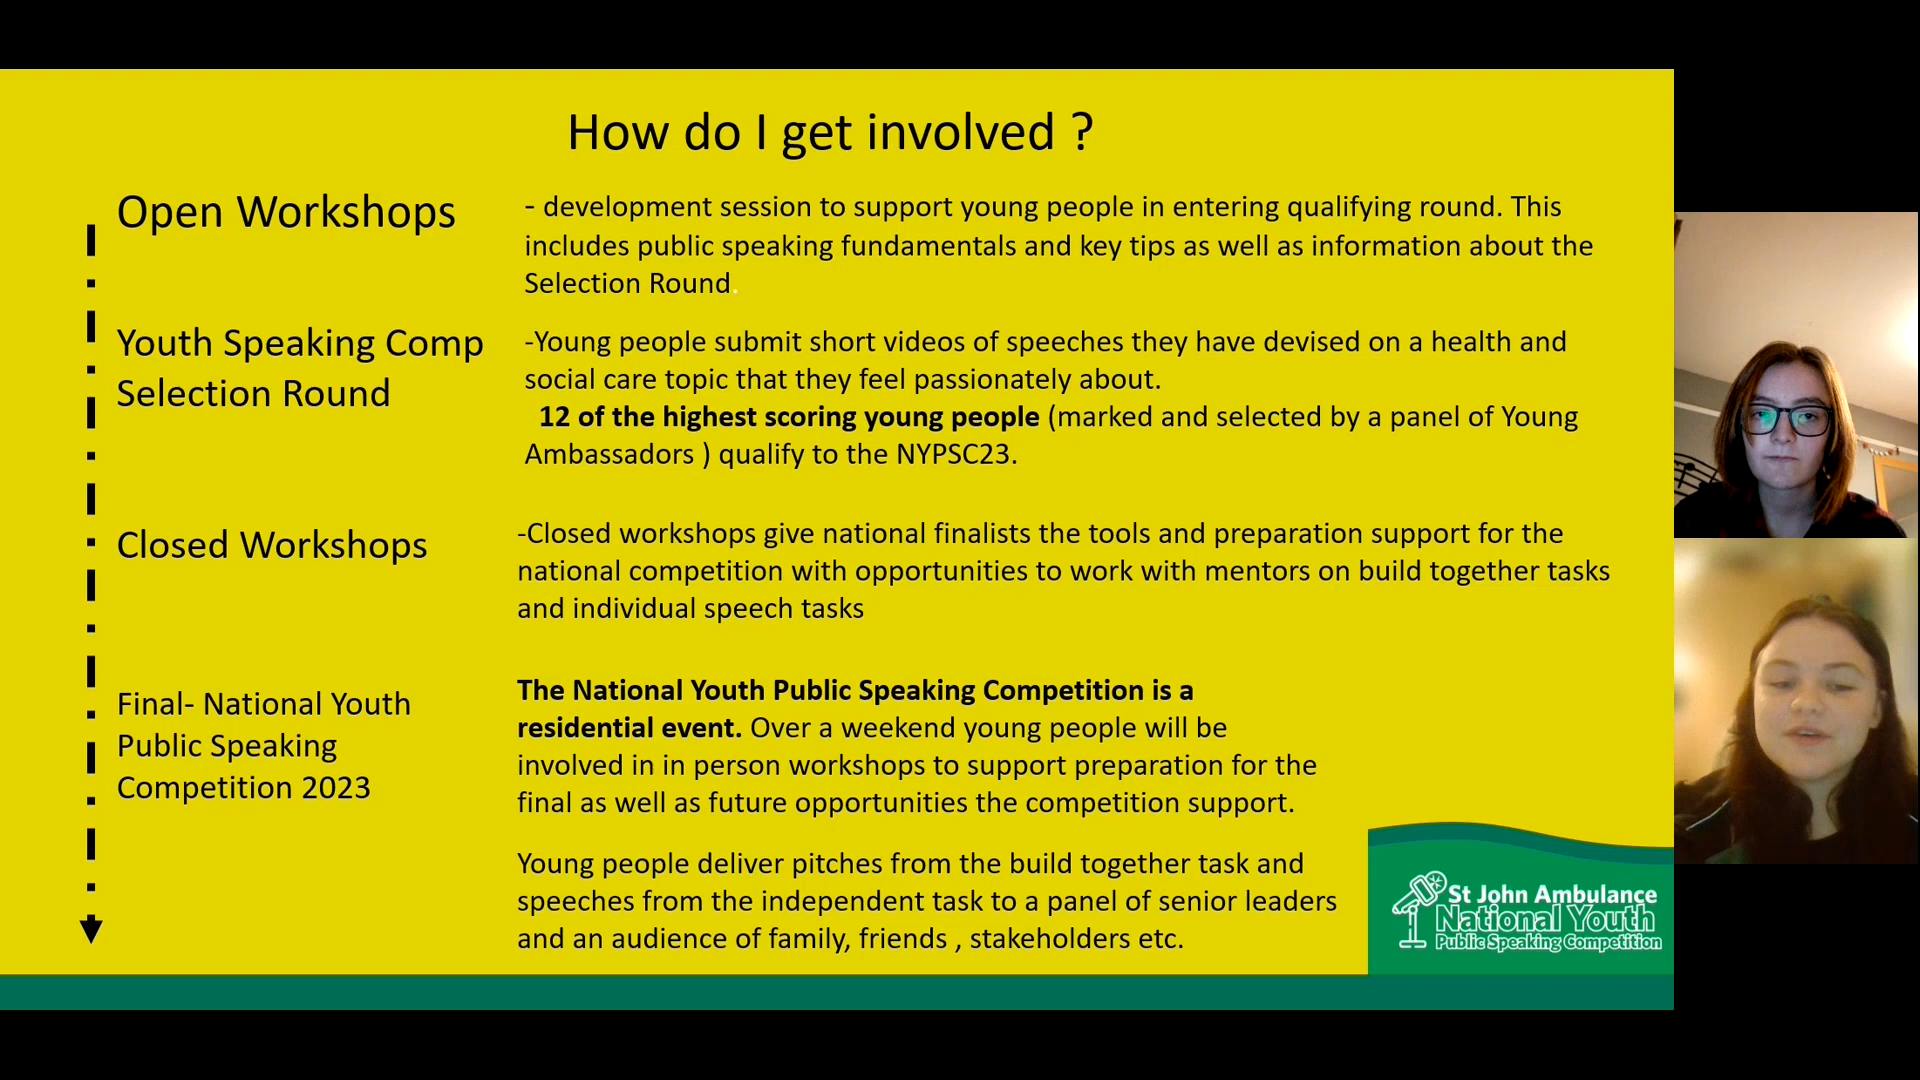 How do I get involved ?
Open Workshops
- development session to support young people in entering qualifying round. This
includes public speaking fundamentals and key tips as well as information about the
Selection Round.
Youth Speaking Comp
Selection Round
-Young people submit short videos of speeches they have devised on a health and
social care topic that they feel passionately about.
12 of the highest scoring young people (marked and selected by a panel of Young
Ambassadors ) qualify to the NYPSC23.
Closed Workshops
-Closed workshops give national finalists the tools and preparation support for the
national competition with opportunities to work with mentors on build together tasks
and individual speech tasks
Final- National Youth
Public Speaking
Competition 2023
The National Youth Public Speaking Competition is a
residential event. Over a weekend young people will be
involved in in person workshops to support preparation for the
final as well as future opportunities the competition support.
Young people deliver pitches from the build together task and
speeches from the independent task to a panel of senior leaders
and an audience of family, friends , stakeholders etc.
St John Ambulance
National Youth
Public Speaking Competition